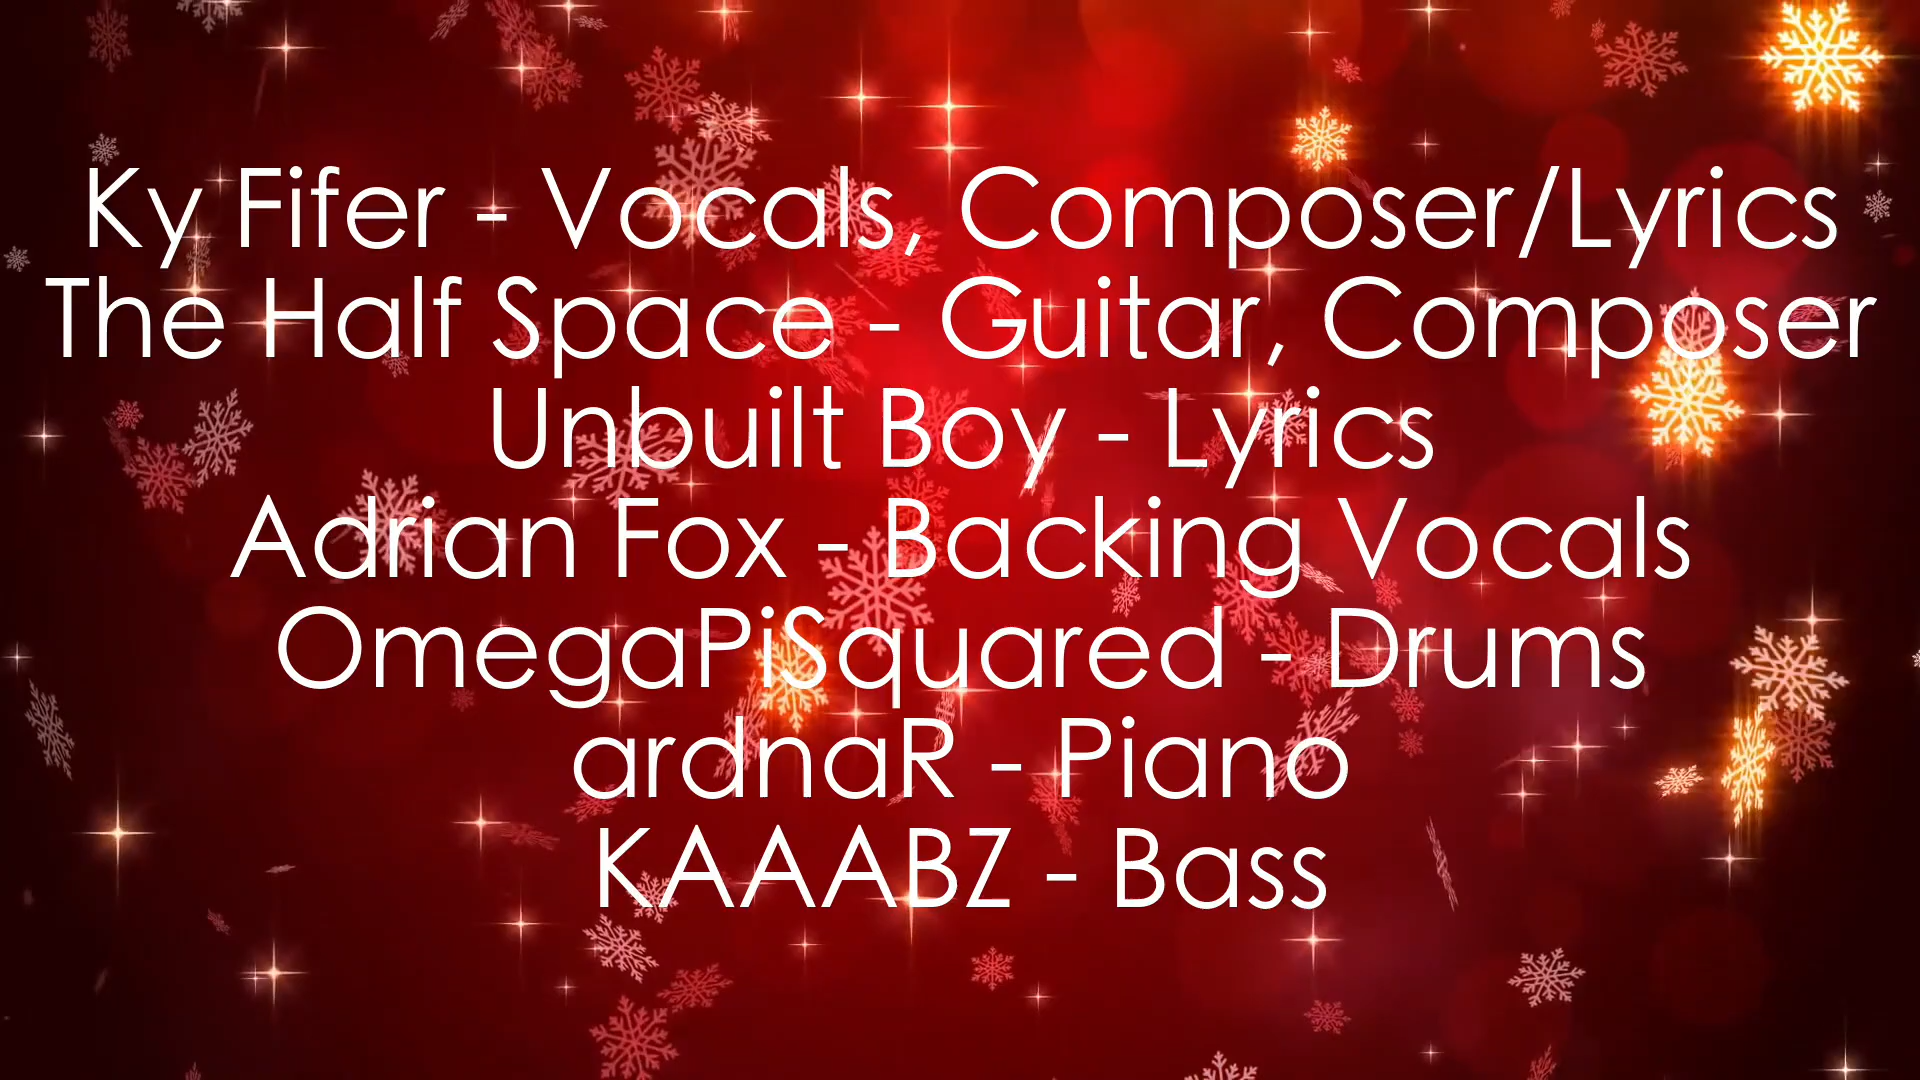 Ky Fifer - Vocals, Composer/Lyrics
The Half Space - Guitar, Composer
Unbuilt Boy - Lyrics
Adrian Fox - Backing Vocals
OmegaPiSquared - Drums
ardnaR - Piano
KAAABZ - Bass